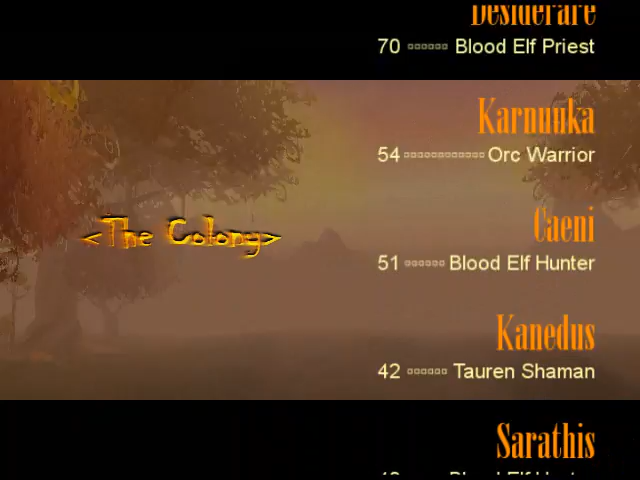 Desiderare
70 Blood Elf Priest
Karnuuka
54 Orc Warrior
Caeni
51 Blood Elf Hunter
<The Colony>
Kanedus
42 Tauren Shaman
Sarathis